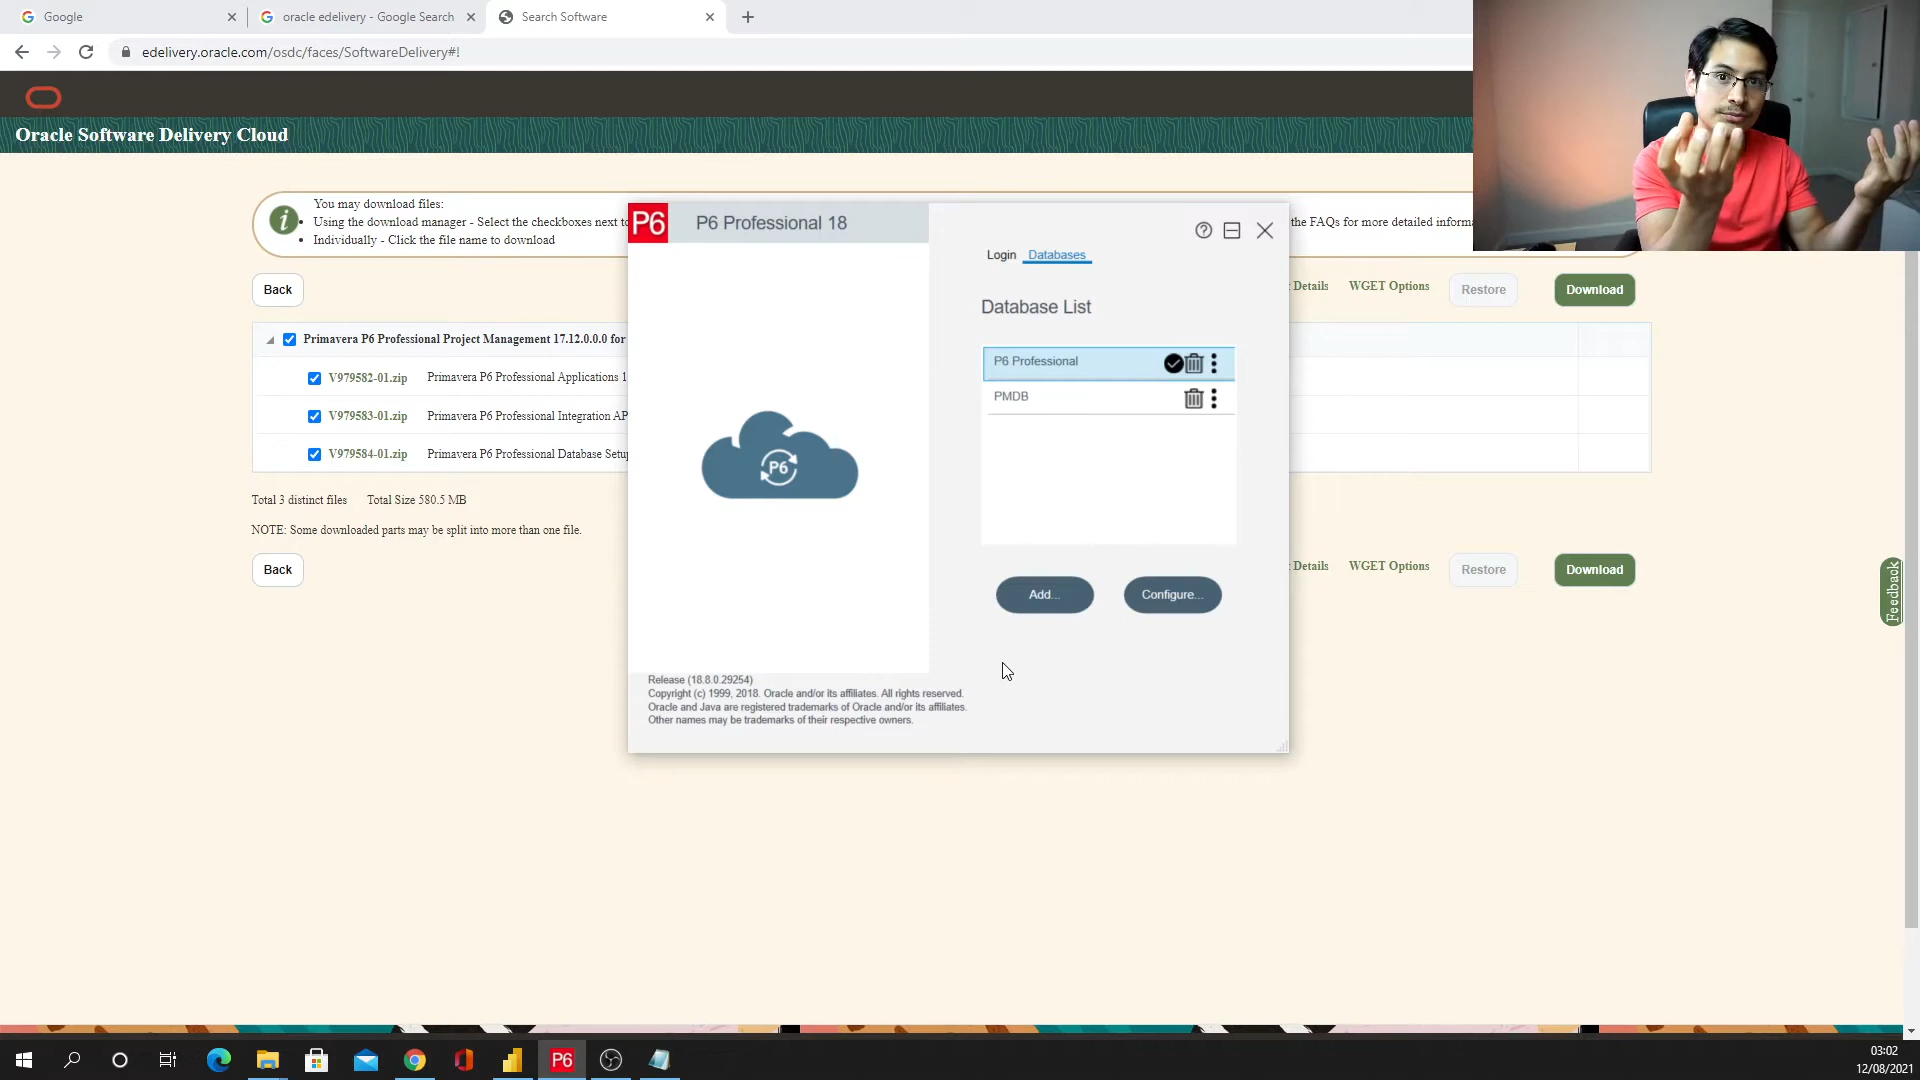 Google
oracle edelivery - Google Search
Search Software
edelivery.oracle.com/osdc/faces/SoftwareDelivery#!
Oracle Software Delivery Cloud
You may download files:
Using the download manager - Select the checkboxes next to
the FAQs for more detailed informa
Individually - Click the file name to download
Back
Details
WGET Options
Restore
Download
Primavera P6 Professional Project Management 17.12.0.0.0 for
V979582-01.zip
Primavera P6 Professional Applications 1
V979583-01.zip
Primavera P6 Professional Integration AP
V979584-01.zip
Primavera P6 Professional Database Setu
Total 3 distinct files
Total Size 580.5 MB
NOTE: Some downloaded parts may be split into more than one file.
Back
Details
WGET Options
Restore
Download
Feedback
P6
P6 Professional 18
Login
Databases
Database List
P6 Professional
PMDB
P6
Add...
Configure...
Release (18.8.0.29254)
Copyright (c) 1999, 2018. Oracle and/or its affiliates. All rights reserved.
Oracle and Java are registered trademarks of Oracle and/or its affiliates.
Other names may be trademarks of their respective owners.
P6
03:02
12/08/2021